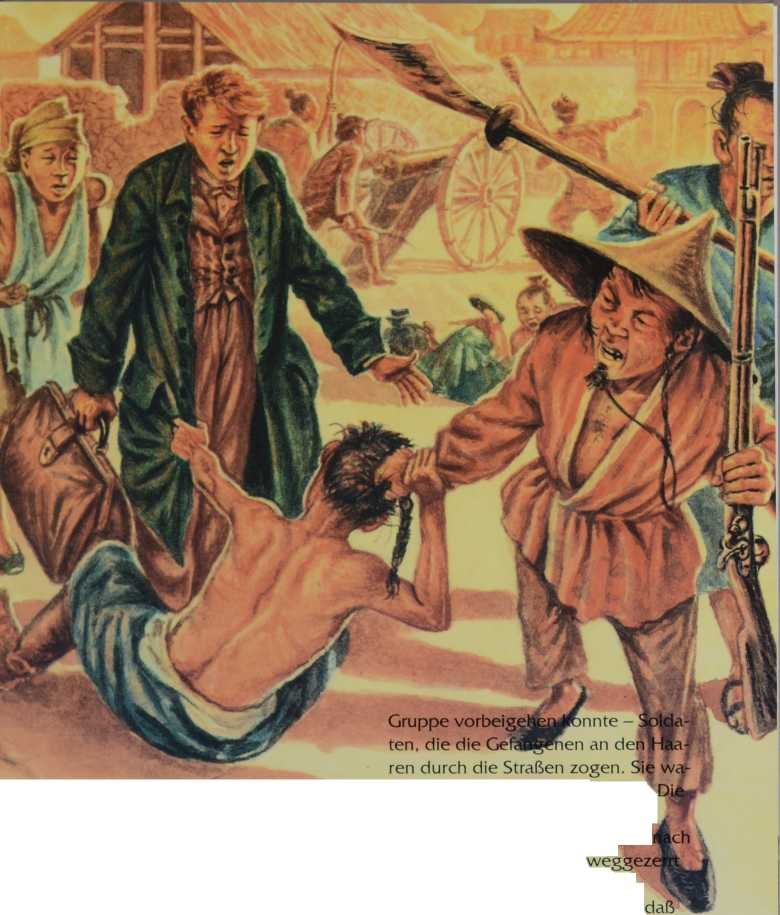 Gruppe vorbeigehen konnte – Solda-
ten, die die Gefangenen an den Haa-
ren durch die Straßen zogen. Sie wa-
Die
nach
weggezerrt
daß